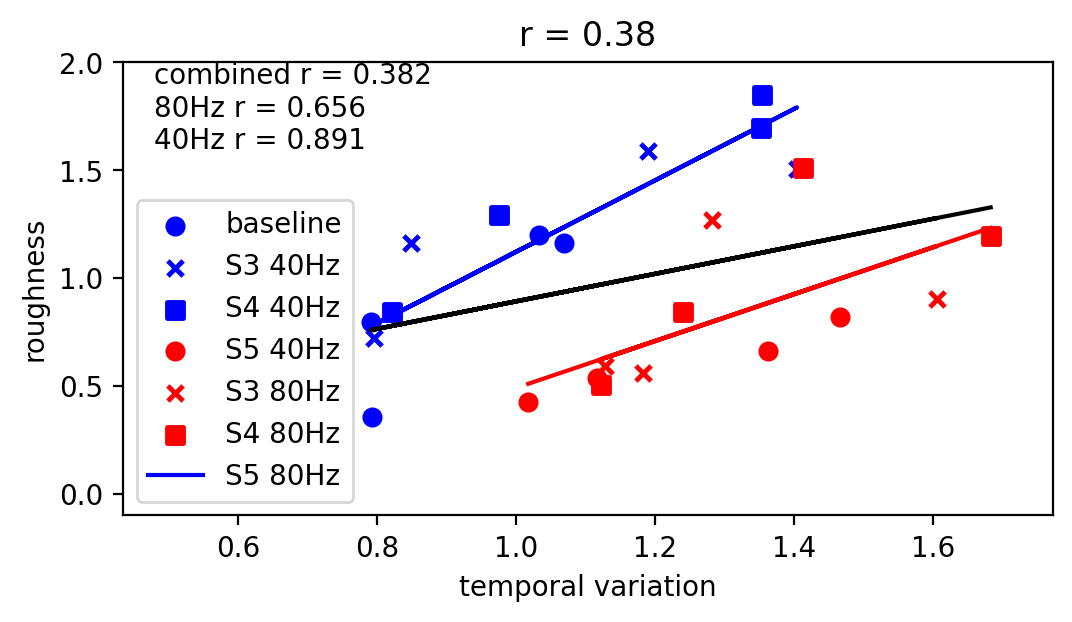 r = 0.38
combined r = 0.382
80Hz r = 0.656
40Hz r = 0.891
baseline
S3 40Hz
S4 40Hz
S5 40Hz
S3 80Hz
S4 80Hz
S5 80Hz
2.0
1.5
1.0
0.5
0.0
roughness
0.6 0.8 1.0 1.2 1.4 1.6
temporal variation